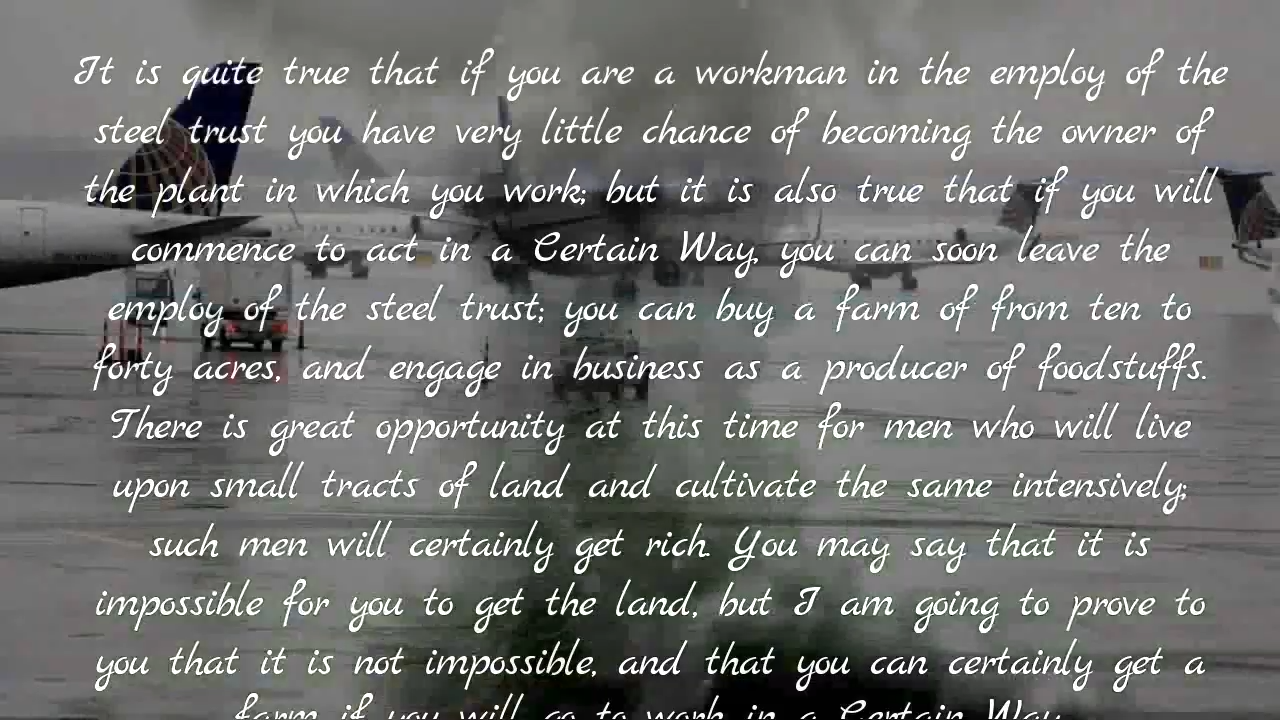 It is quite true that if you are a workman in the employ of the
steel trust you have very little chance of becoming the owner of
the plant in which you work; but it is also true that if you will
commence to act in a Certain Way, you can soon leave the
employ of the steel trust; you can buy a farm of from ten to
forty acres, and engage in business as a producer of foodstuffs.
There is great opportunity at this time for men who will live
upon small tracts of land and cultivate the same intensively;
such men will certainly get rich. You may say that it is
impossible for you to get the land, but I am going to prove to
you that it is not impossible, and that you can certainly get a
farm if you will go to work in a Certain Way.